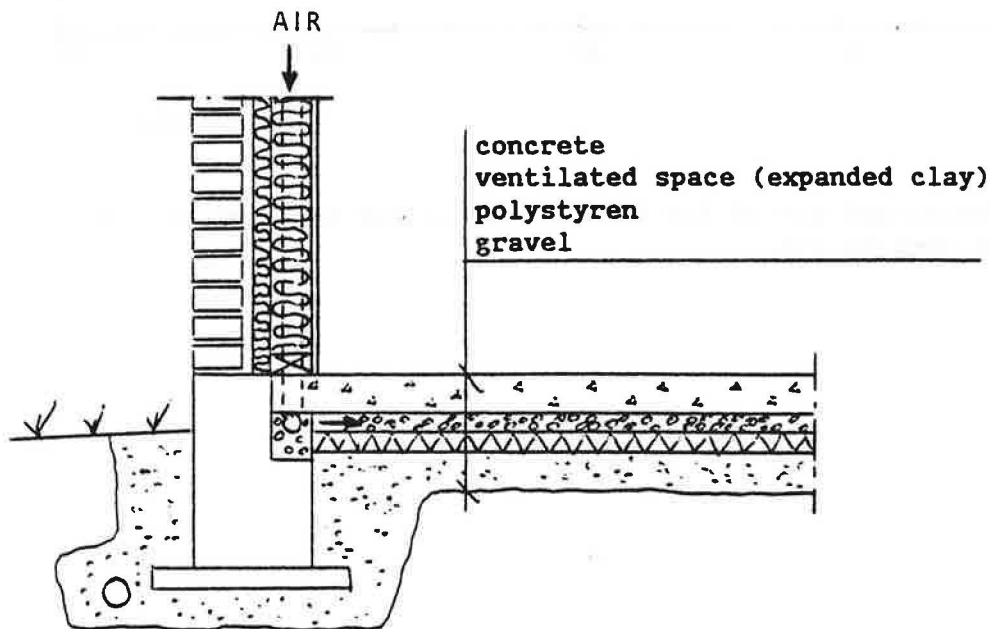 AIR
concrete
ventilated space (expanded clay)
polystyren
gravel